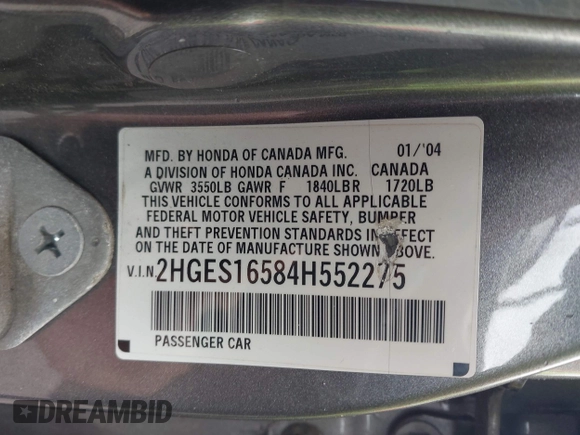 MFD. BY HONDA OF CANADA MFG. 01/'04
A DIVISION OF HONDA CANADA INC. CANADA
GVWR 3550LB GAWR F 1840LB R 1720LB
THIS VEHICLE CONFORMS TO ALL APPLICABLE
FEDERAL MOTOR VEHICLE SAFETY, BUMPER
AND THEFT PREVENTION STANDARDS IN EFFECT
ON THE DATE OF MANUFACTURE SHOWN ABOVE.
V.I.N. 2HGES16584H552275
PASSENGER CAR
DREAMBID